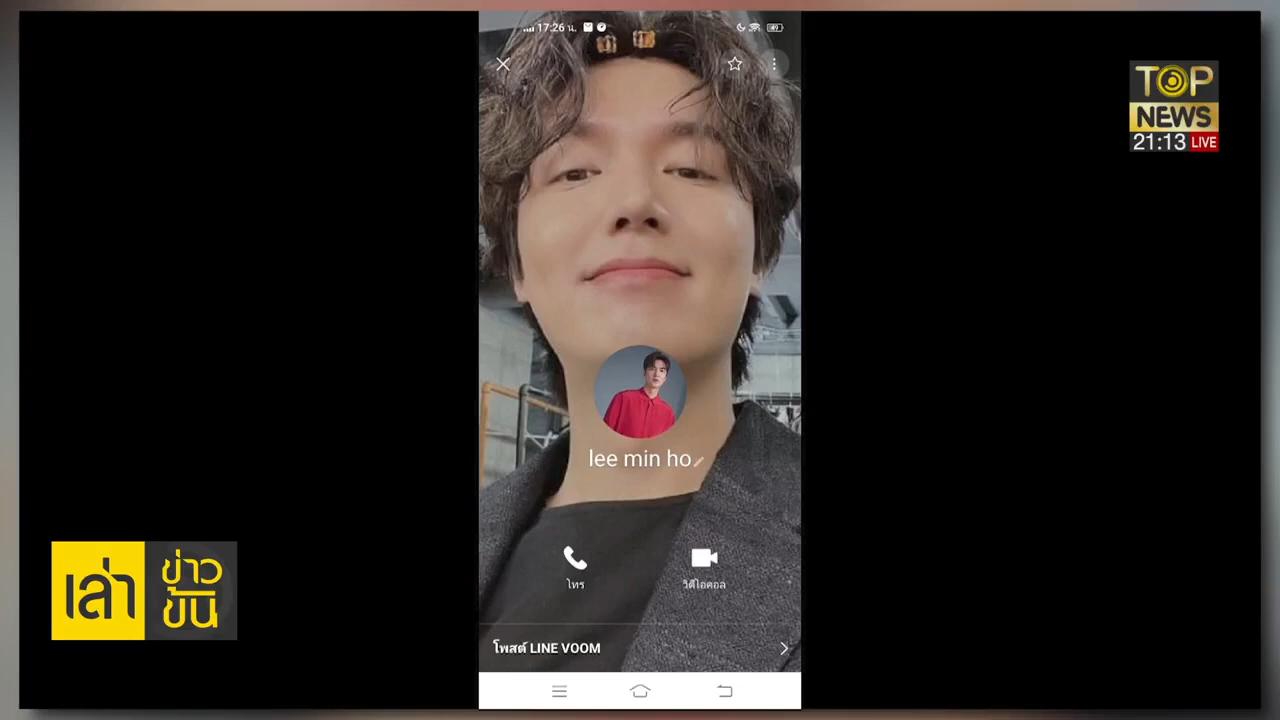 17:26 น.
49
TOP
NEWS
21:13 LIVE
lee min ho
โทร
วิดีโอคอล
เล่า
ข่าว
ข้น
โพสต์ LINE VOOM